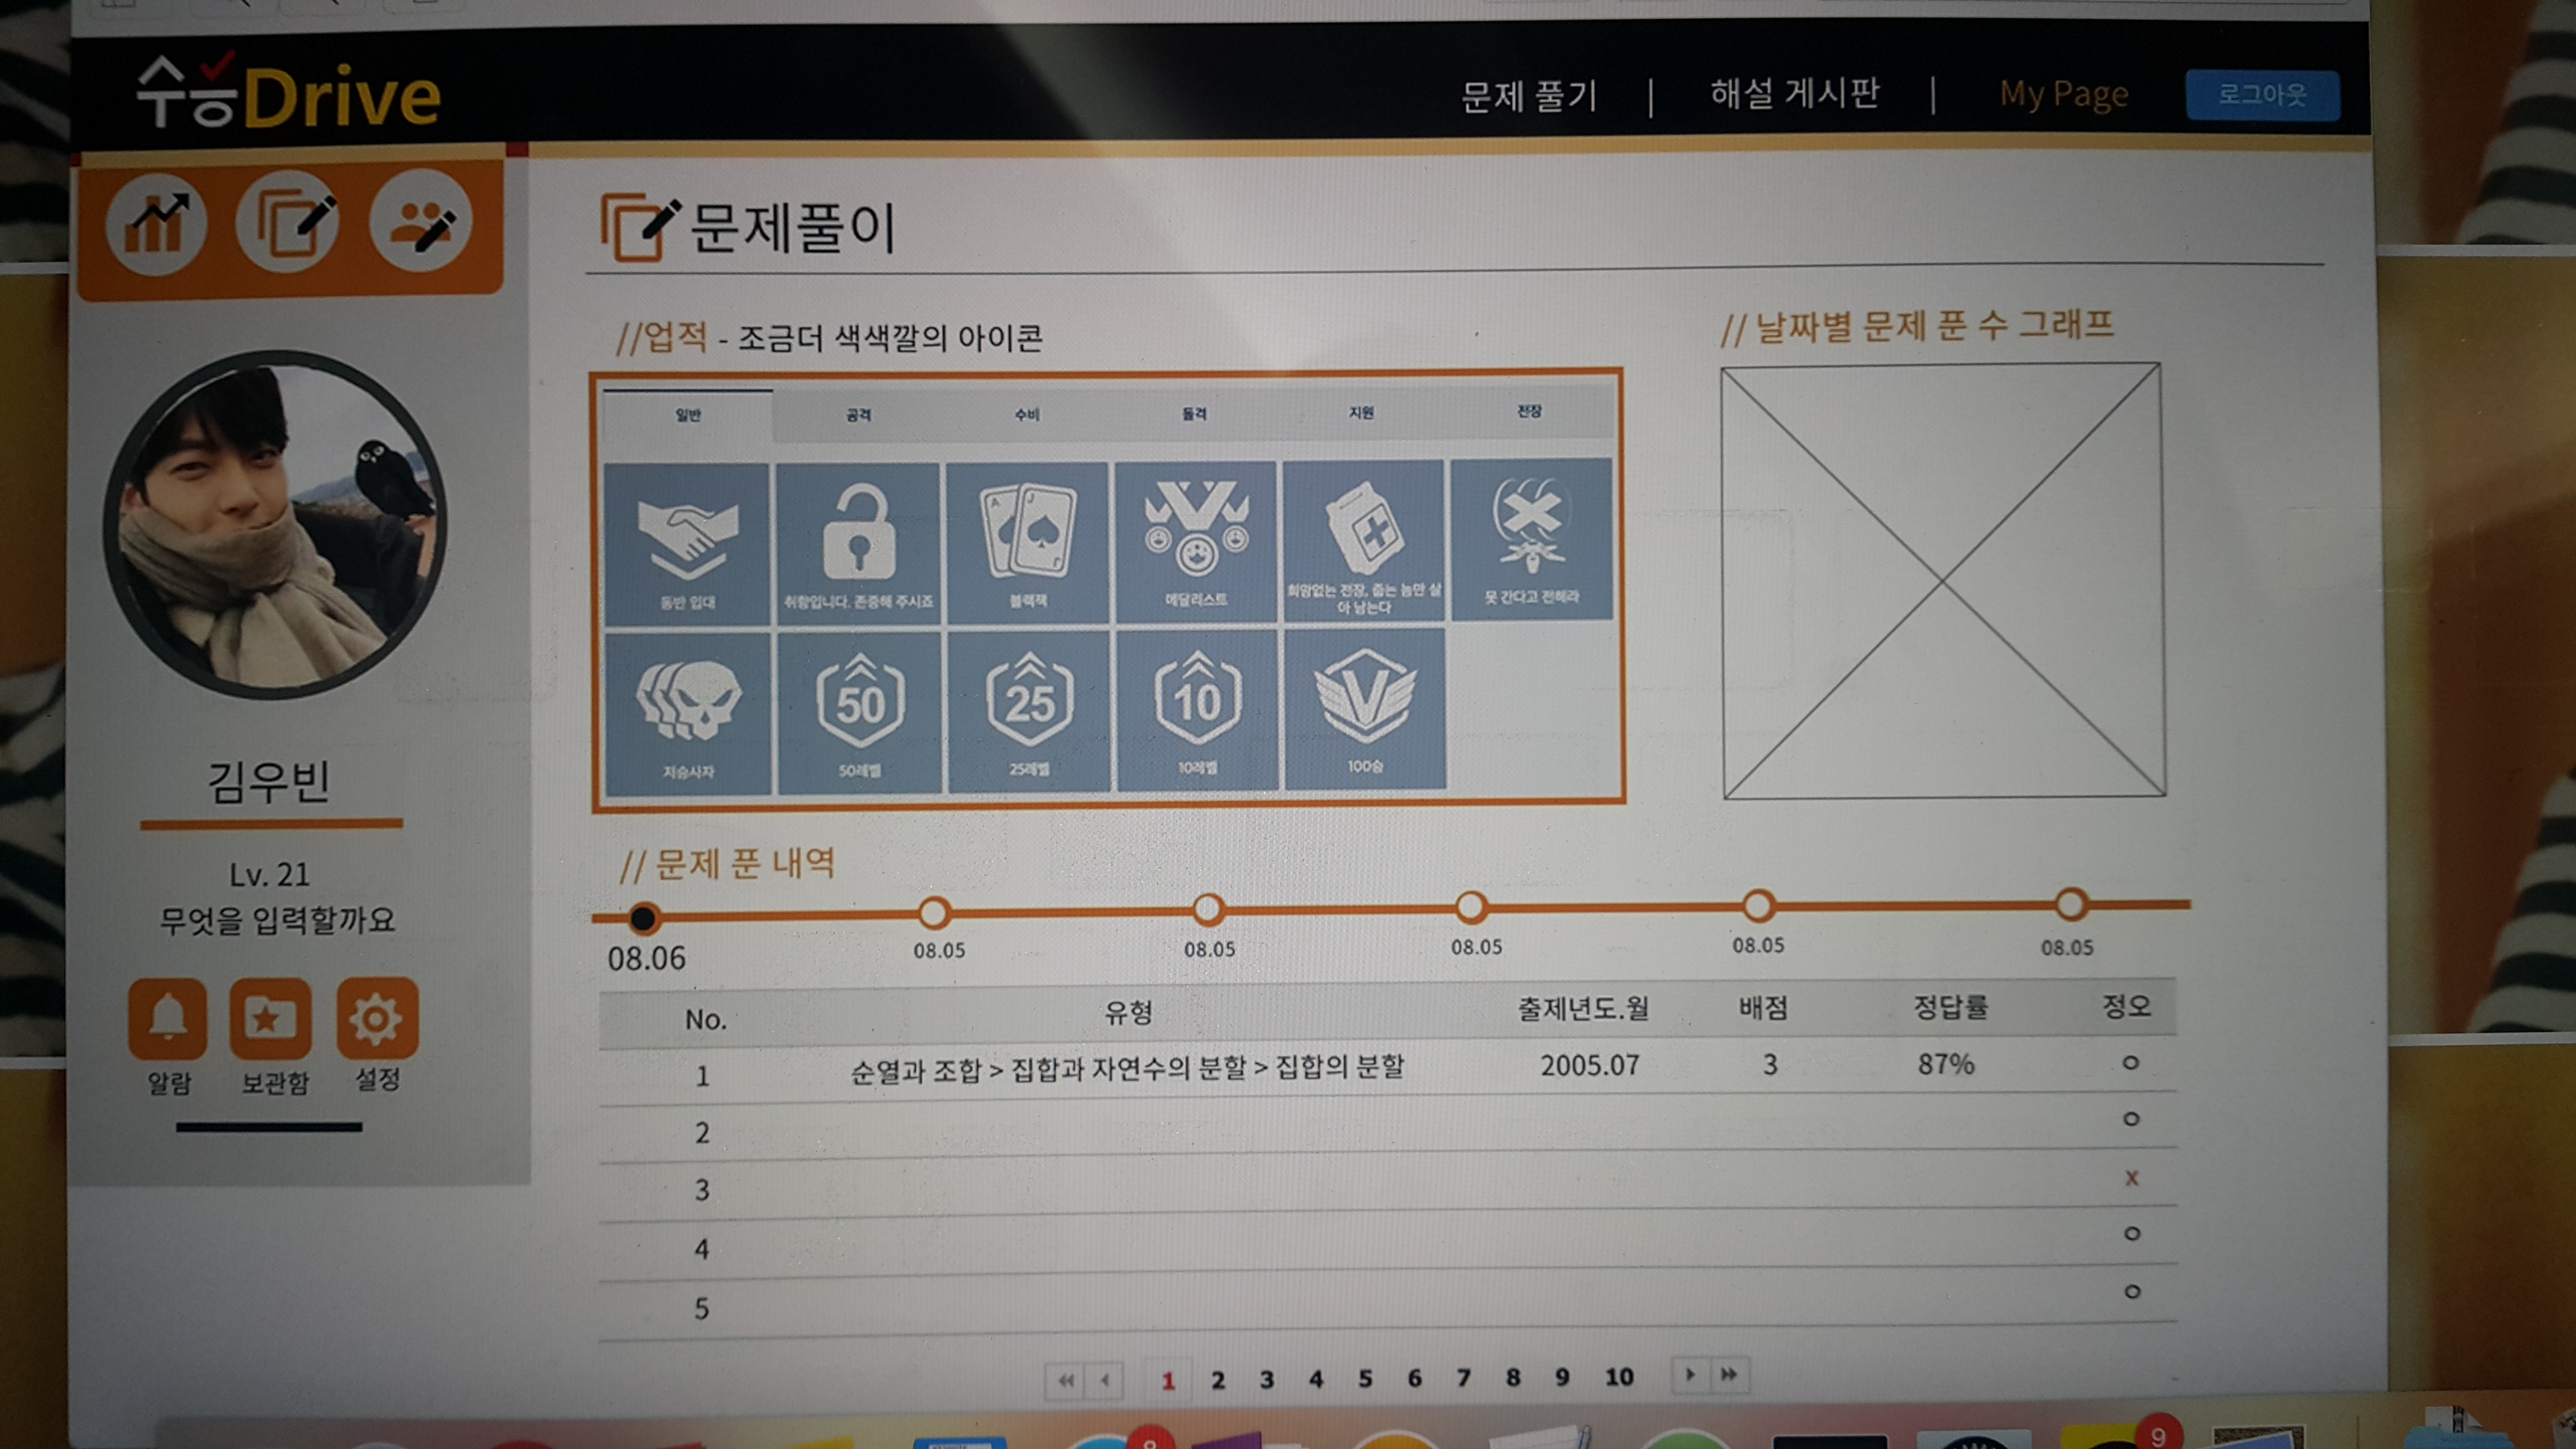 수능Drive
문제 풀기 | 해설 게시판 | My Page 로그아웃
문제풀이
//업적 - 조금더 색색깔의 아이콘
// 날짜별 문제 푼 수 그래프
일반 공격 수비 돌격 지원 전장
동반 입대
취향입니다. 존중해 주시죠
A J J
블랙잭
메달리스트
희망없는 전장, 줍는 놈만 살
아 남는다
못 간다고 전해라
저승사자
50
50레벨
25
25레벨
10
10레벨
V
100승
김우빈
Lv. 21
무엇을 입력할까요
알람 보관함 설정
// 문제 푼 내역
08.06 08.05 08.05 08.05 08.05 08.05
No. 유형 출제년도.월 배점 정답률 정오
1 순열과 조합 > 집합과 자연수의 분할 > 집합의 분할 2005.07 3 87% o
2 o
3 x
4 o
5 o
1 2 3 4 5 6 7 8 9 10
9